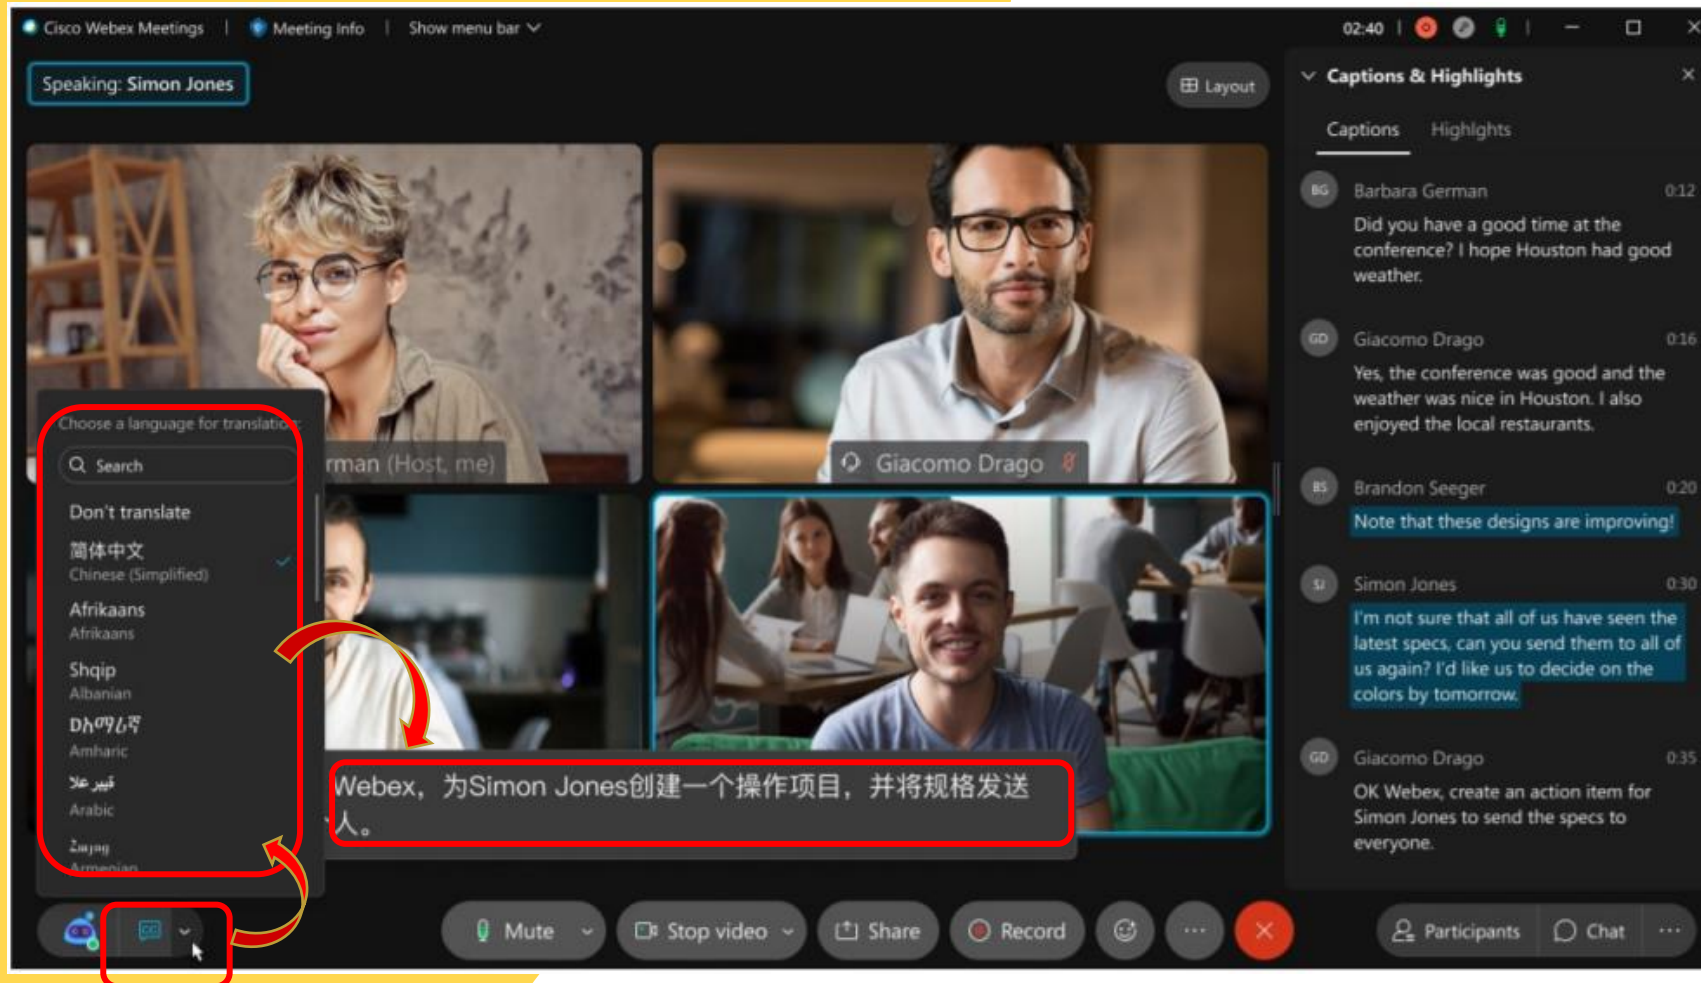 Cisco Webex Meetings | Meeting Info | Show menu bar
02:40
Speaking: Simon Jones
Layout
rman (Host, me)
Giacomo Drago
Choose a language for translation:
Search
Don't translate
简体中文
Chinese (Simplified)
Afrikaans
Afrikaans
Shqip
Albanian
አማሪኛ
Amharic
Arabic
Armenian
Webex，为Simon Jones创建一个操作项目，并将规格发送
人。
CC
Mute
Stop video
Share
Record
Participants
Chat
Captions & Highlights
Captions
Highlghts
BG
Barbara German
0:12
Did you have a good time at the
conference? I hope Houston had good
weather.
GD
Giacomo Drago
0:16
Yes, the conference was good and the
weather was nice in Houston. I also
enjoyed the local restaurants.
BS
Brandon Seeger
0:20
Note that these designs are improving!
SJ
Simon Jones
0:30
I'm not sure that all of us have seen the
latest specs, can you send them to all of
us again? I'd like us to decide on the
colors by tomorrow.
GD
Giacomo Drago
0:35
OK Webex, create an action item for
Simon Jones to send the specs to
everyone.